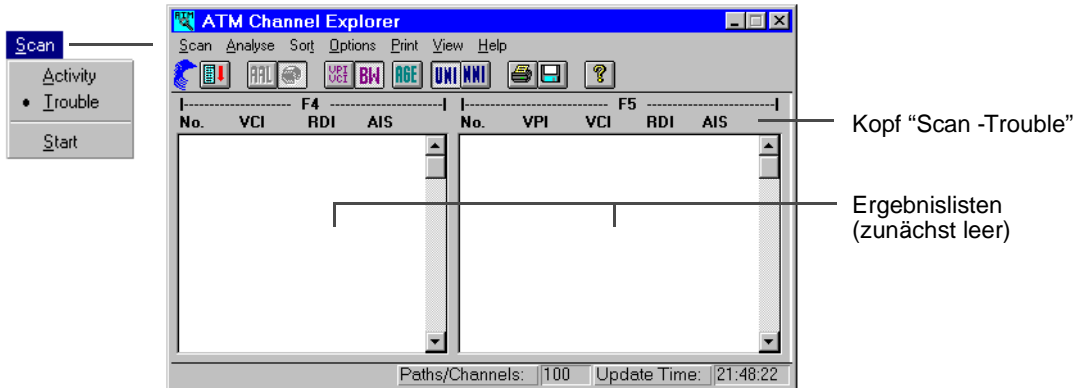 ATM Channel Explorer
Scan Analyse Sort Options Print View Help
AAL VPI VCI BW AGE UNI NNI ?
Scan
Activity
• Trouble
Start
|---------------------- F4 ----------------------| |---------------------------- F5 -------------------------|
No. VCI RDI AIS No. VPI VCI RDI AIS
Kopf “Scan -Trouble”
Ergebnislisten
(zunächst leer)
Paths/Channels: 100 Update Time: 21:48:22